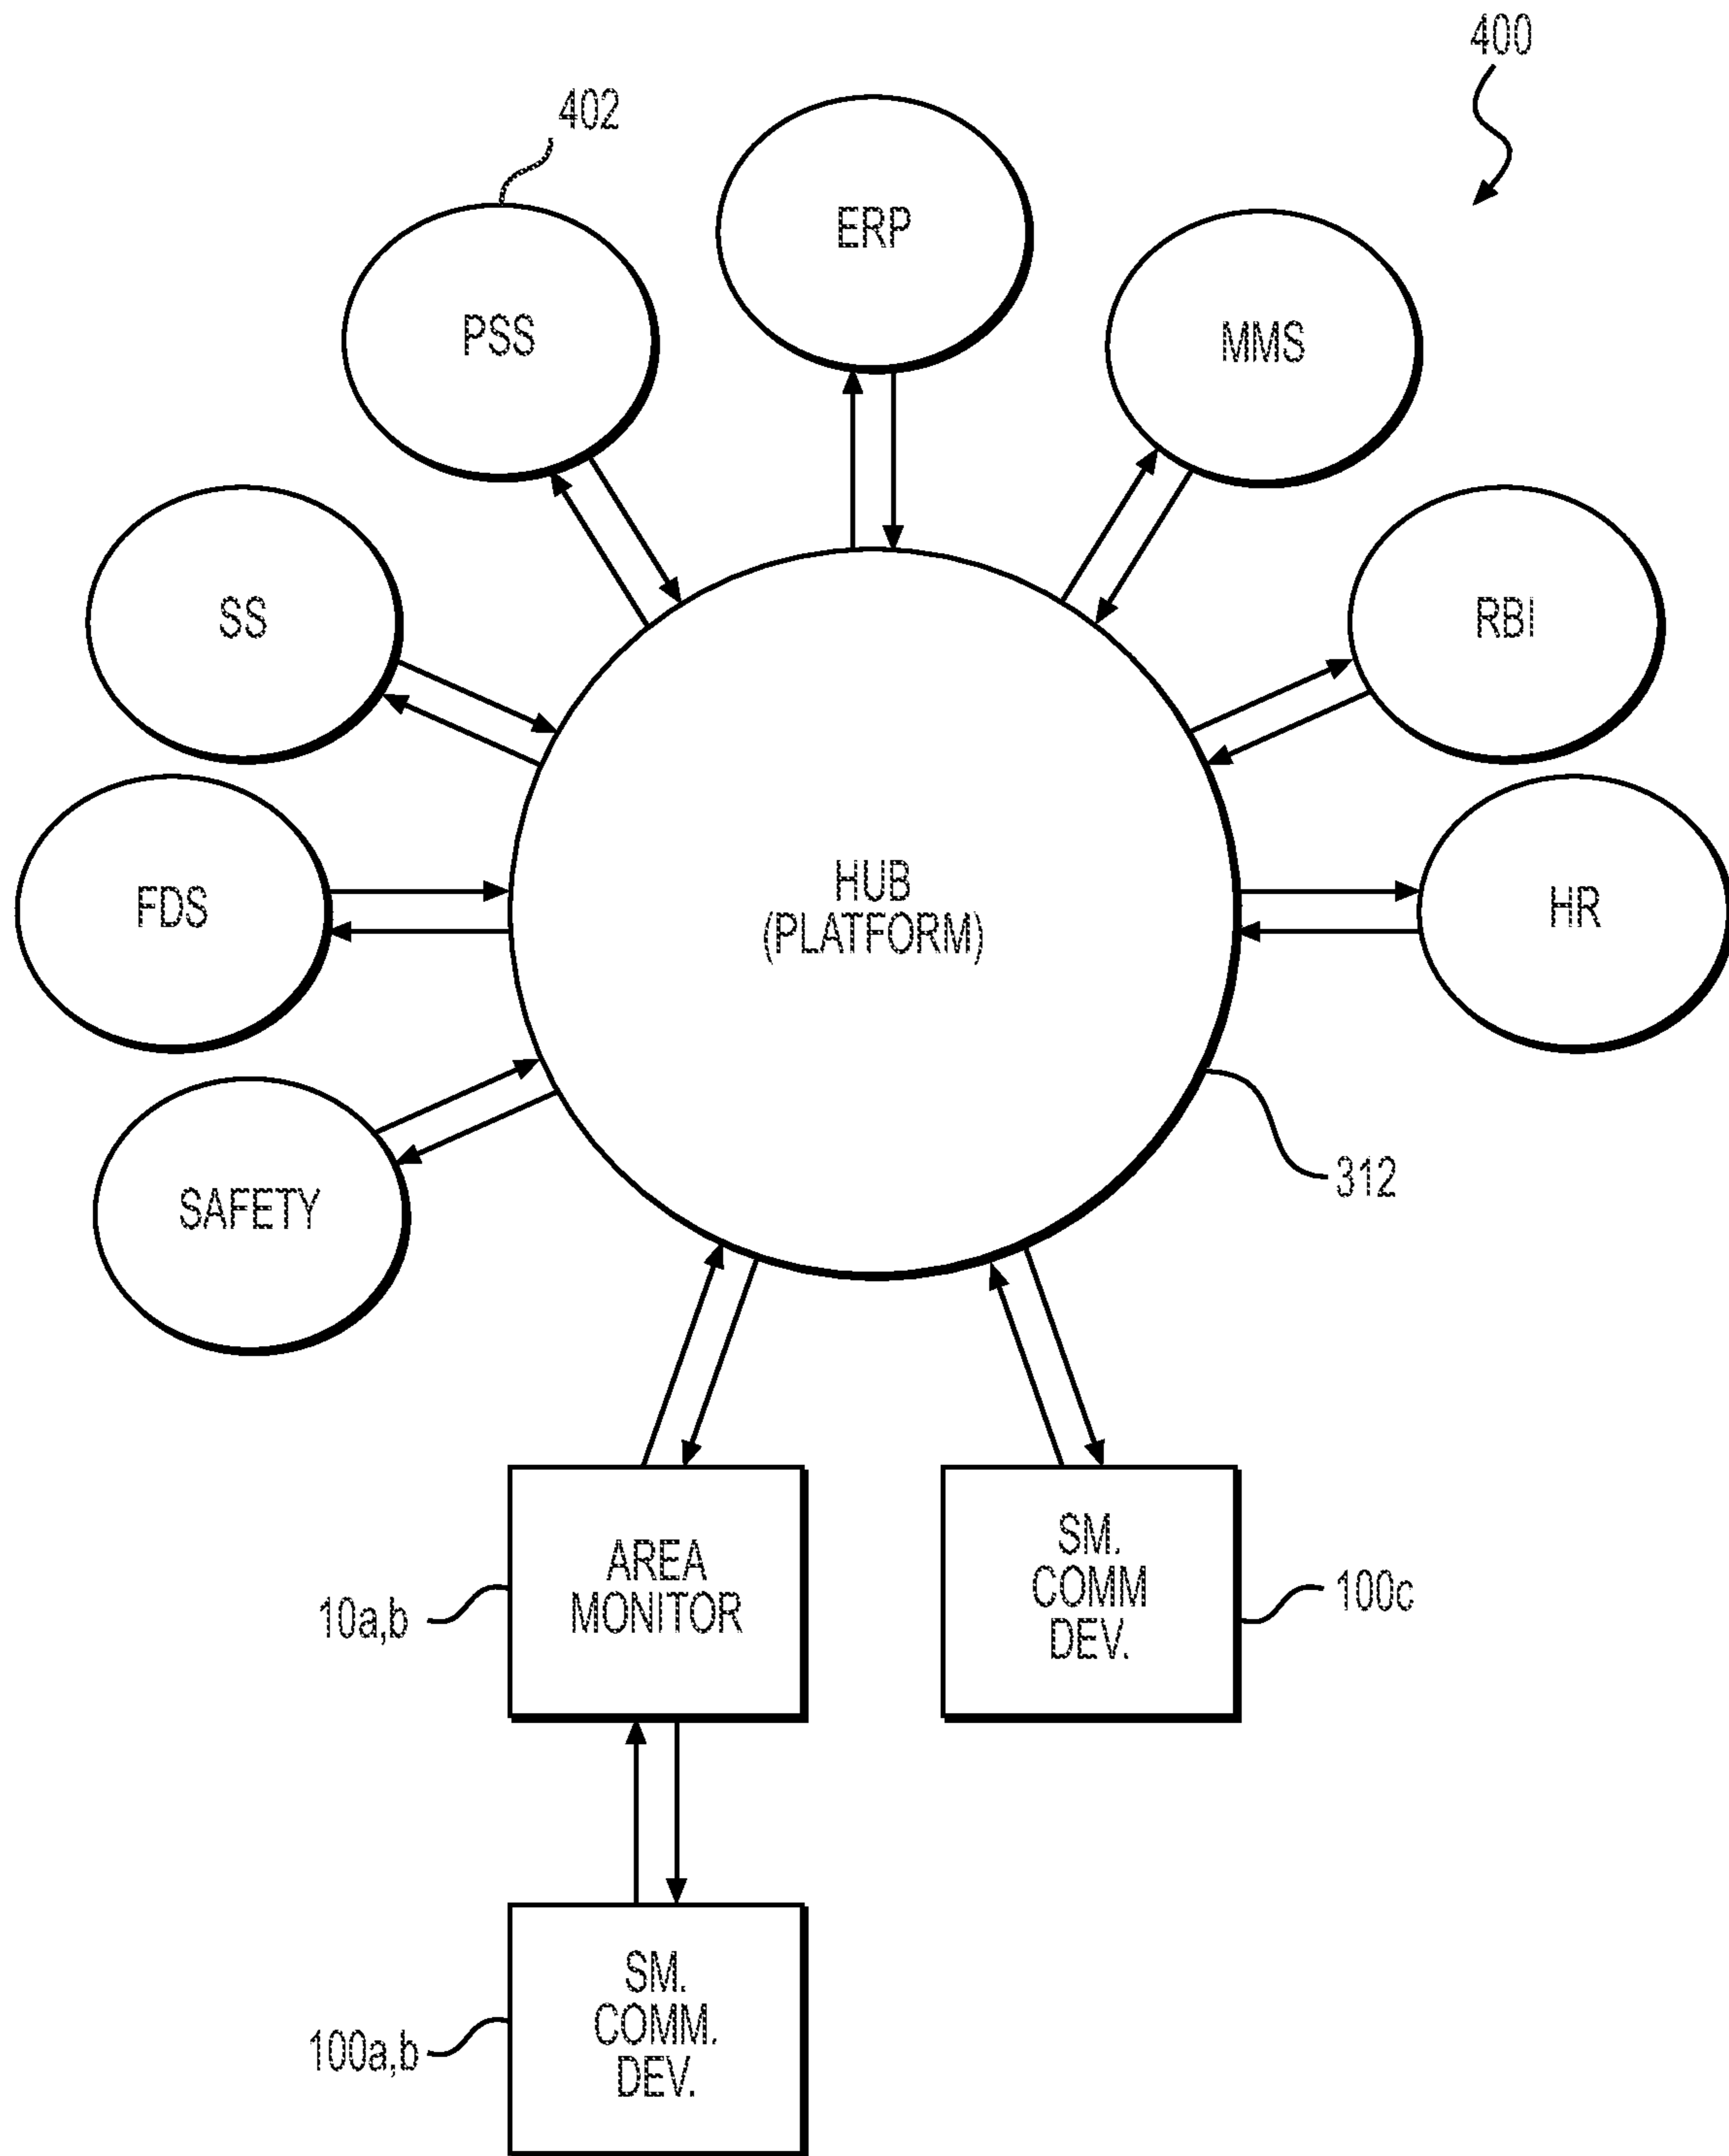 400
402
ERP
PSS
MMS
SS
RBI
HUB
(PLATFORM)
FDS
HR
SAFETY
312
AREA
MONITOR
10a,b
SM.
COMM
DEV.
100c
SM.
COMM.
DEV.
100a,b